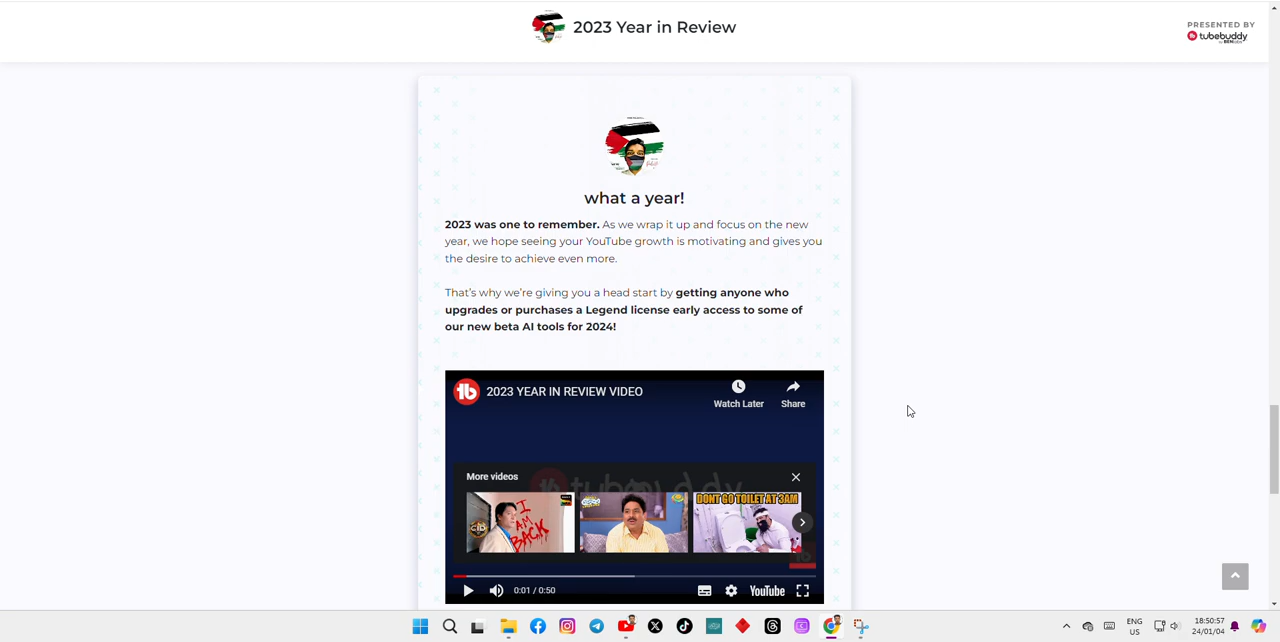 2023 Year in Review
PRESENTED BY
tubebuddy
what a year!
2023 was one to remember. As we wrap it up and focus on the new
year, we hope seeing your YouTube growth is motivating and gives you
the desire to achieve even more.
That's why we're giving you a head start by getting anyone who
upgrades or purchases a Legend license early access to some of
our new beta AI tools for 2024!
2023 YEAR IN REVIEW VIDEO
Watch Later
Share
More videos
I AM BACK
CID
DONT GO TOILET AT 3AM
0:01 / 0:50
YouTube
ENG
US
18:50:57
24/01/04